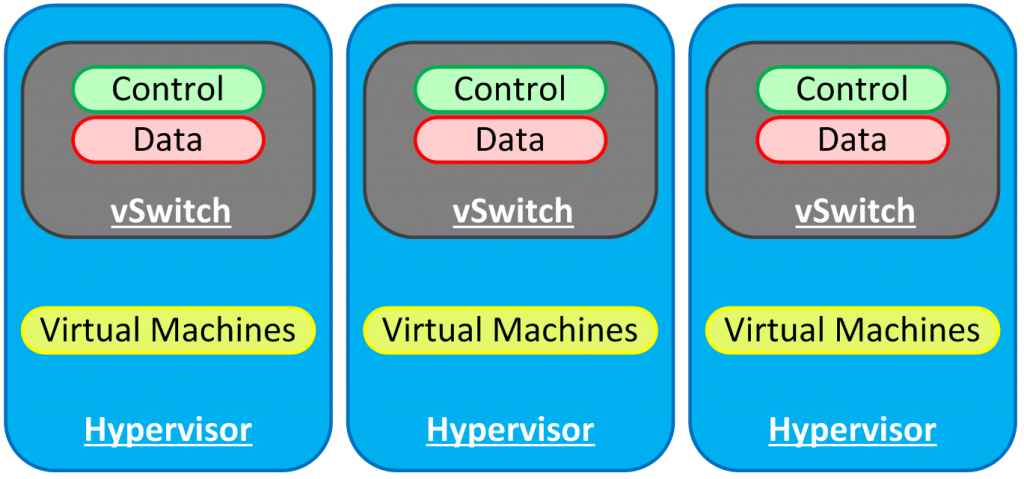 Control
Data
vSwitch
Virtual Machines
Hypervisor
Control
Data
vSwitch
Virtual Machines
Hypervisor
Control
Data
vSwitch
Virtual Machines
Hypervisor